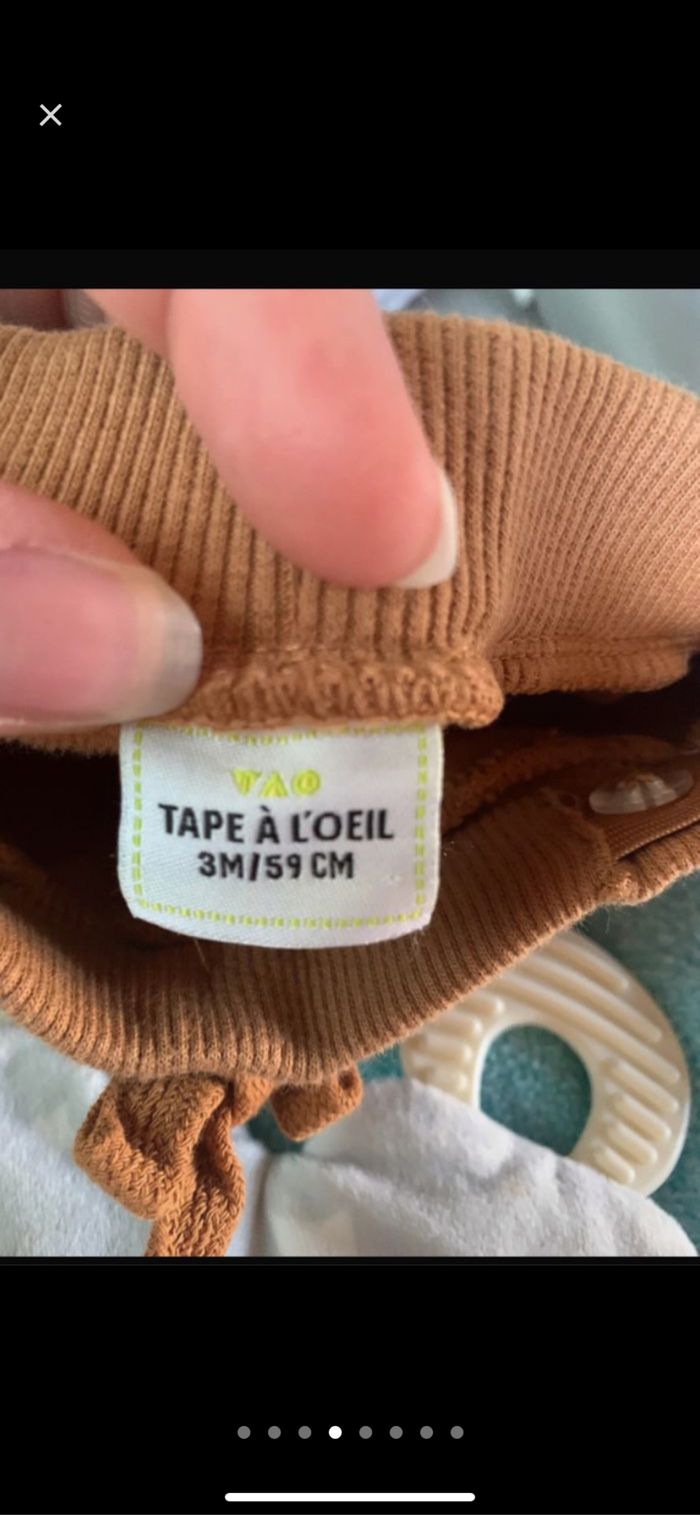 TAO
TAPE À L'OEIL
3M/59 CM